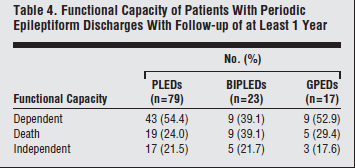 Table 4. Functional Capacity of Patients With Periodic
Epileptiform Discharges With Follow-up of at Least 1 Year
No. (%)
PLEDs BIPLEDs GPEDs
Functional Capacity (n=79) (n=23) (n=17)
Dependent 43 (54.4) 9 (39.1) 9 (52.9)
Death 19 (24.0) 9 (39.1) 5 (29.4)
Independent 17 (21.5) 5 (21.7) 3 (17.6)